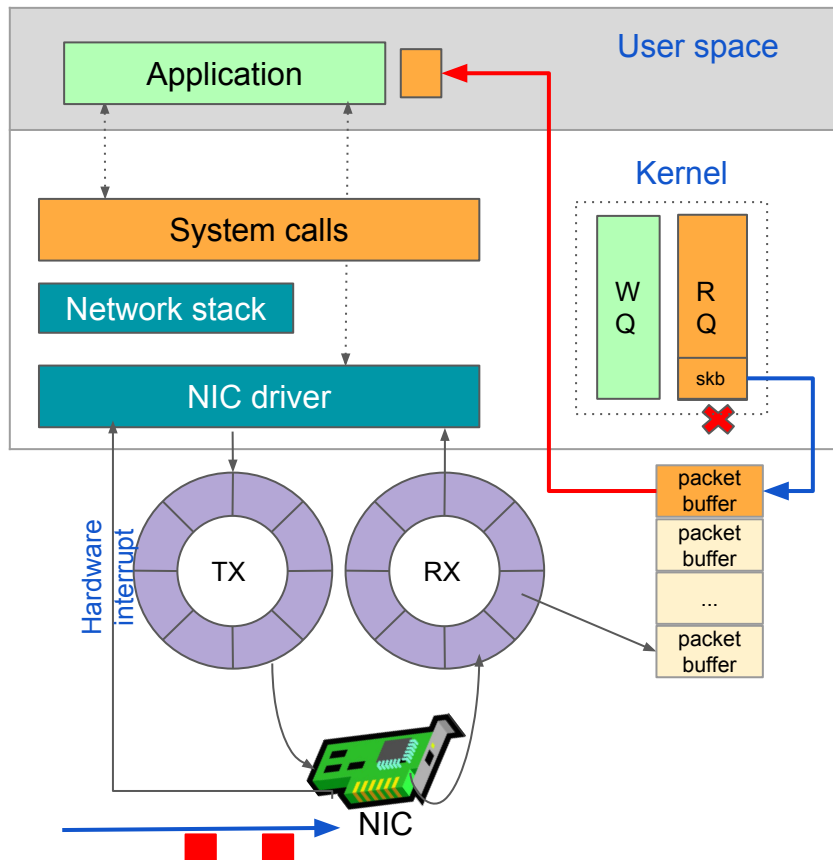 User space
Application
Kernel
System calls
W
Q
R
Q
Network stack
skb
NIC driver
packet
buffer
packet
buffer
...
packet
buffer
Hardware
interrupt
TX
RX
NIC